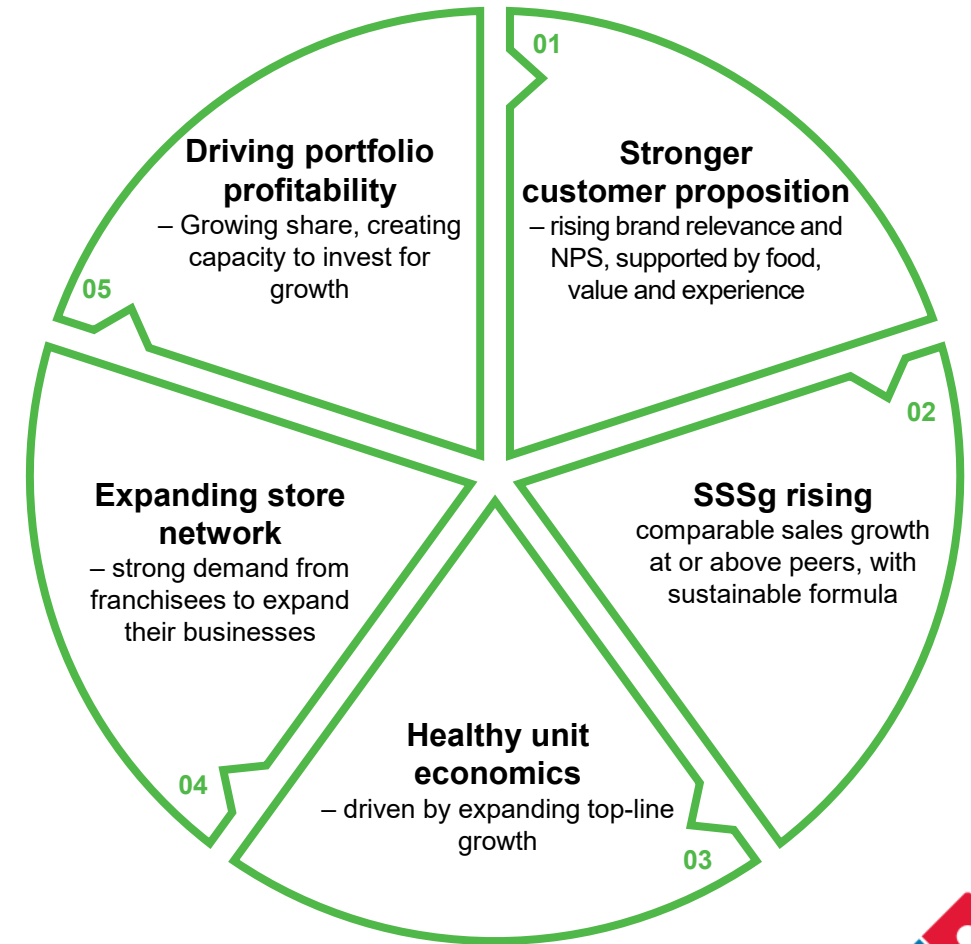 01
Stronger
customer proposition
– rising brand relevance and
NPS, supported by food,
value and experience
02
SSSg rising
comparable sales growth
at or above peers, with
sustainable formula
Healthy unit
economics
– driven by expanding top-line
growth
03
Expanding store
network
– strong demand from
franchisees to expand
their businesses
04
Driving portfolio
profitability
– Growing share, creating
capacity to invest for
growth
05